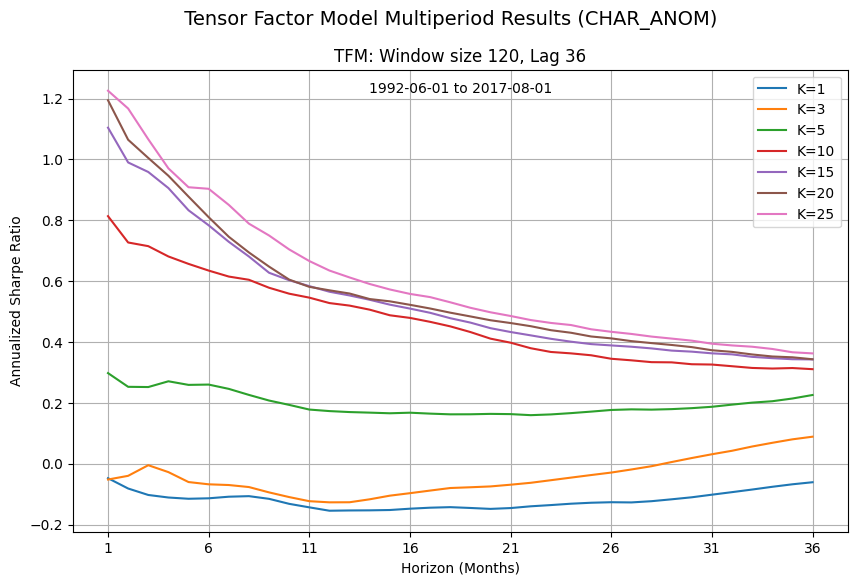 Tensor Factor Model Multiperiod Results (CHAR_ANOM)
TFM: Window size 120, Lag 36
1992-06-01 to 2017-08-01
K=1
K=3
K=5
K=10
K=15
K=20
K=25
Annualized Sharpe Ratio
1.2
1.0
0.8
0.6
0.4
0.2
0.0
−0.2
1 6 11 16 21 26 31 36
Horizon (Months)